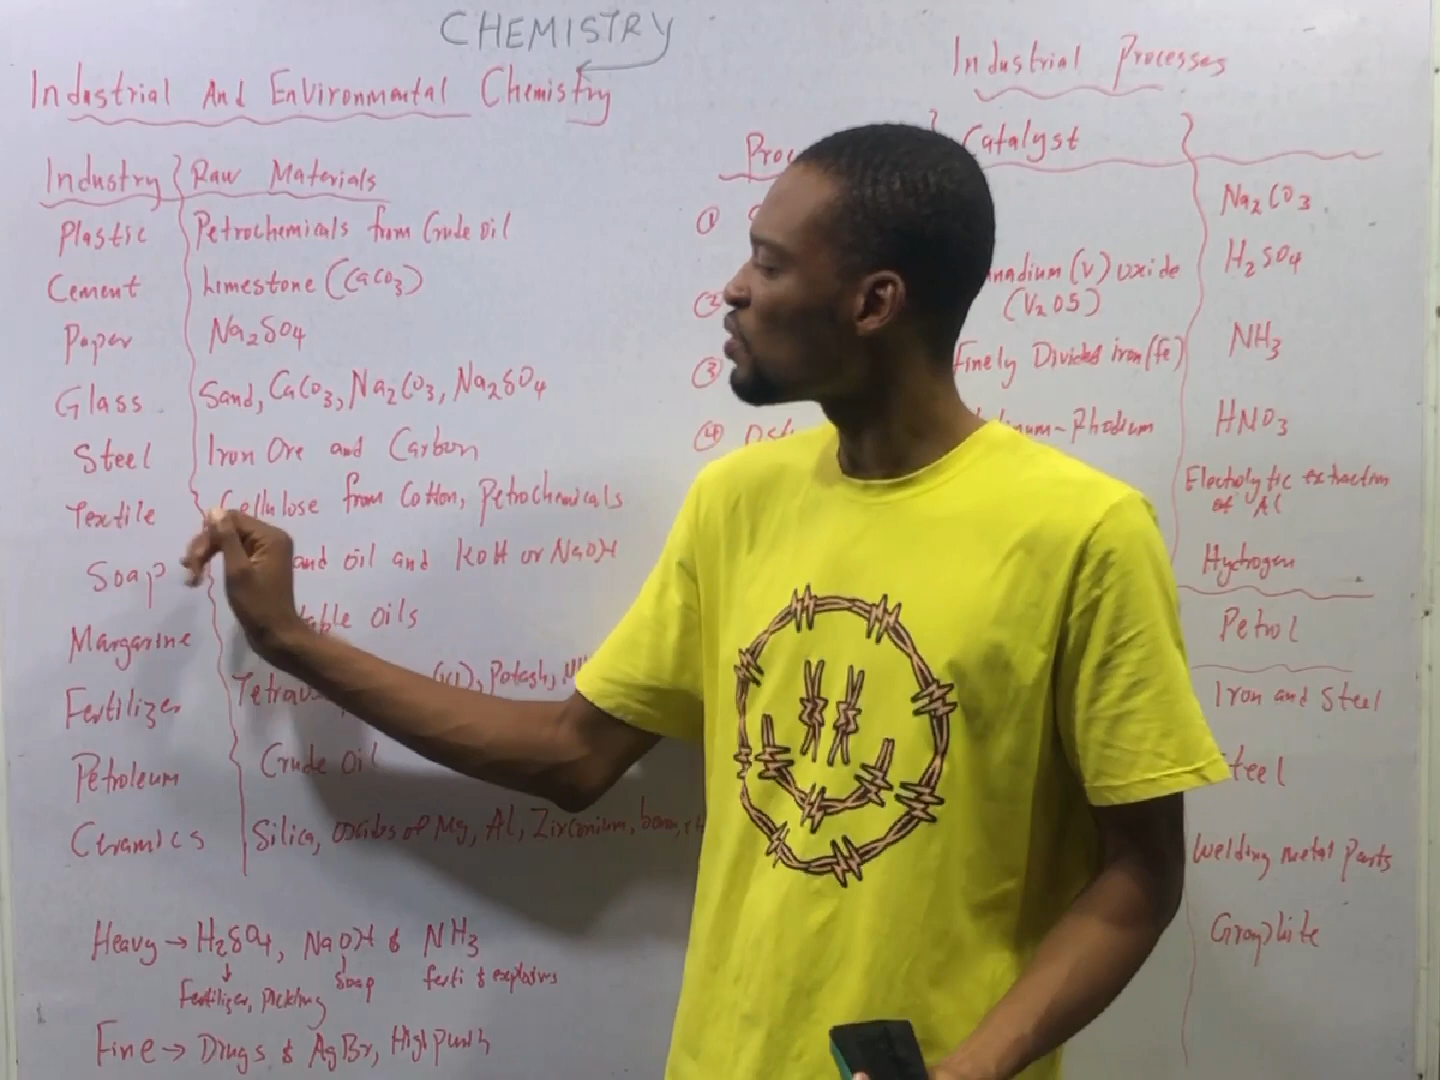 CHEMISTRY
Industrial And Environmental Chemistry
Industry Raw Materials
Plastic Petrochemicals from Crude oil
Cement Limestone (CaCO3)
Paper Na2SO4
Glass Sand, CaCO3, Na2CO3, Na2SO4
Steel Iron Ore and Carbon
Textile Cellulose from Cotton, Petrochemicals
Soap and oil and KOH or NaOH
Margarine table oils
Fertilizer Potash,
Petroleum Crude Oil
Ceramics Silica, oxides of Mg, Al, Zirconium, boron,
Heavy → H2SO4, NaOH & NH3
Fertilizer, Pickling Soap ferti & explosives
Fine → Drugs & AgBr, High purity
Industrial Processes
Proc Catalyst
① Na2CO3
② nnadium (V) oxide H2SO4
(V2O5)
③ Finely Divided iron (Fe) NH3
④ Ost inum-Rhodium HNO3
Electrolytic extraction
of Al
Hydrogen
Petrol
Iron and Steel
teel
Welding metal parts
Graphite